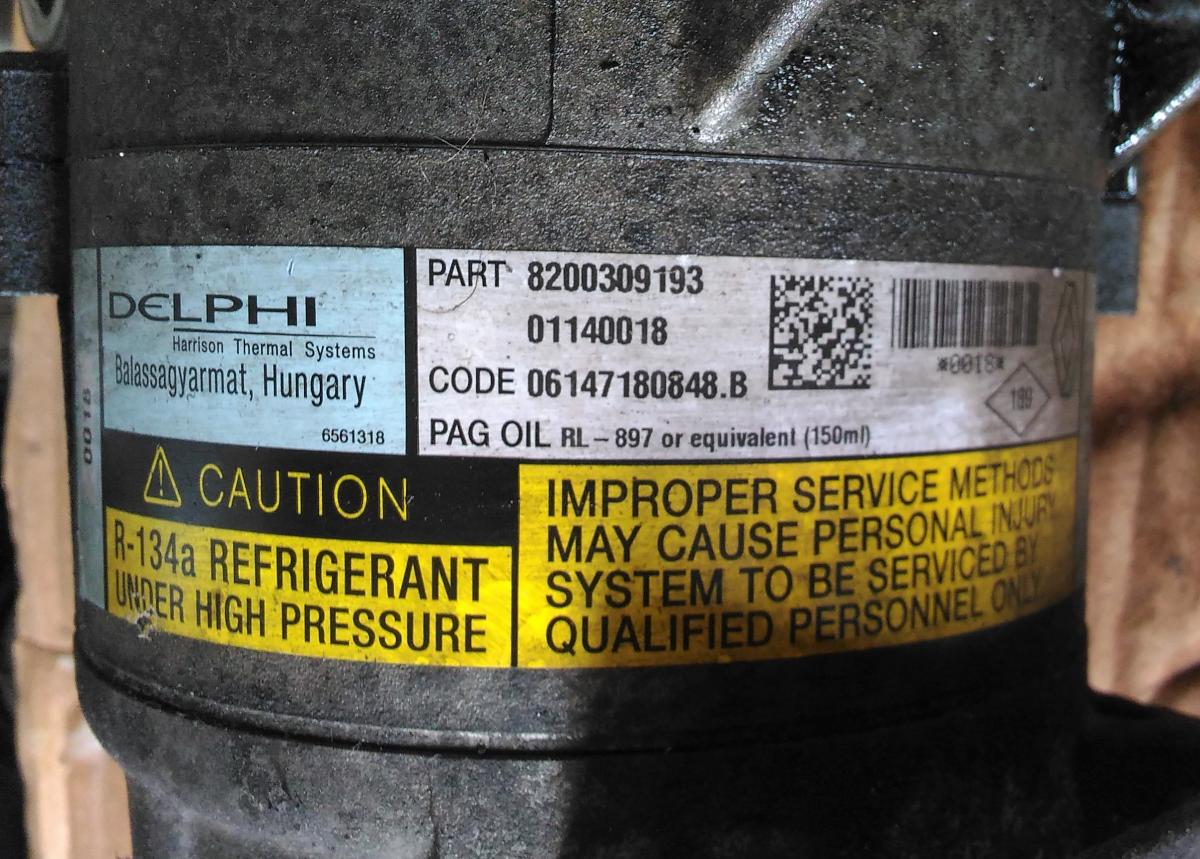 0018
DELPHI
Harrison Thermal Systems
Balassagyarmat, Hungary
6561318
PART 8200309193
01140018
CODE 06147180848.B
PAG OIL RL-897 or equivalent (150ml)
*0018*
199
CAUTION
R-134a REFRIGERANT
UNDER HIGH PRESSURE
IMPROPER SERVICE METHODS
MAY CAUSE PERSONAL INJURY.
SYSTEM TO BE SERVICED BY
QUALIFIED PERSONNEL ONLY.